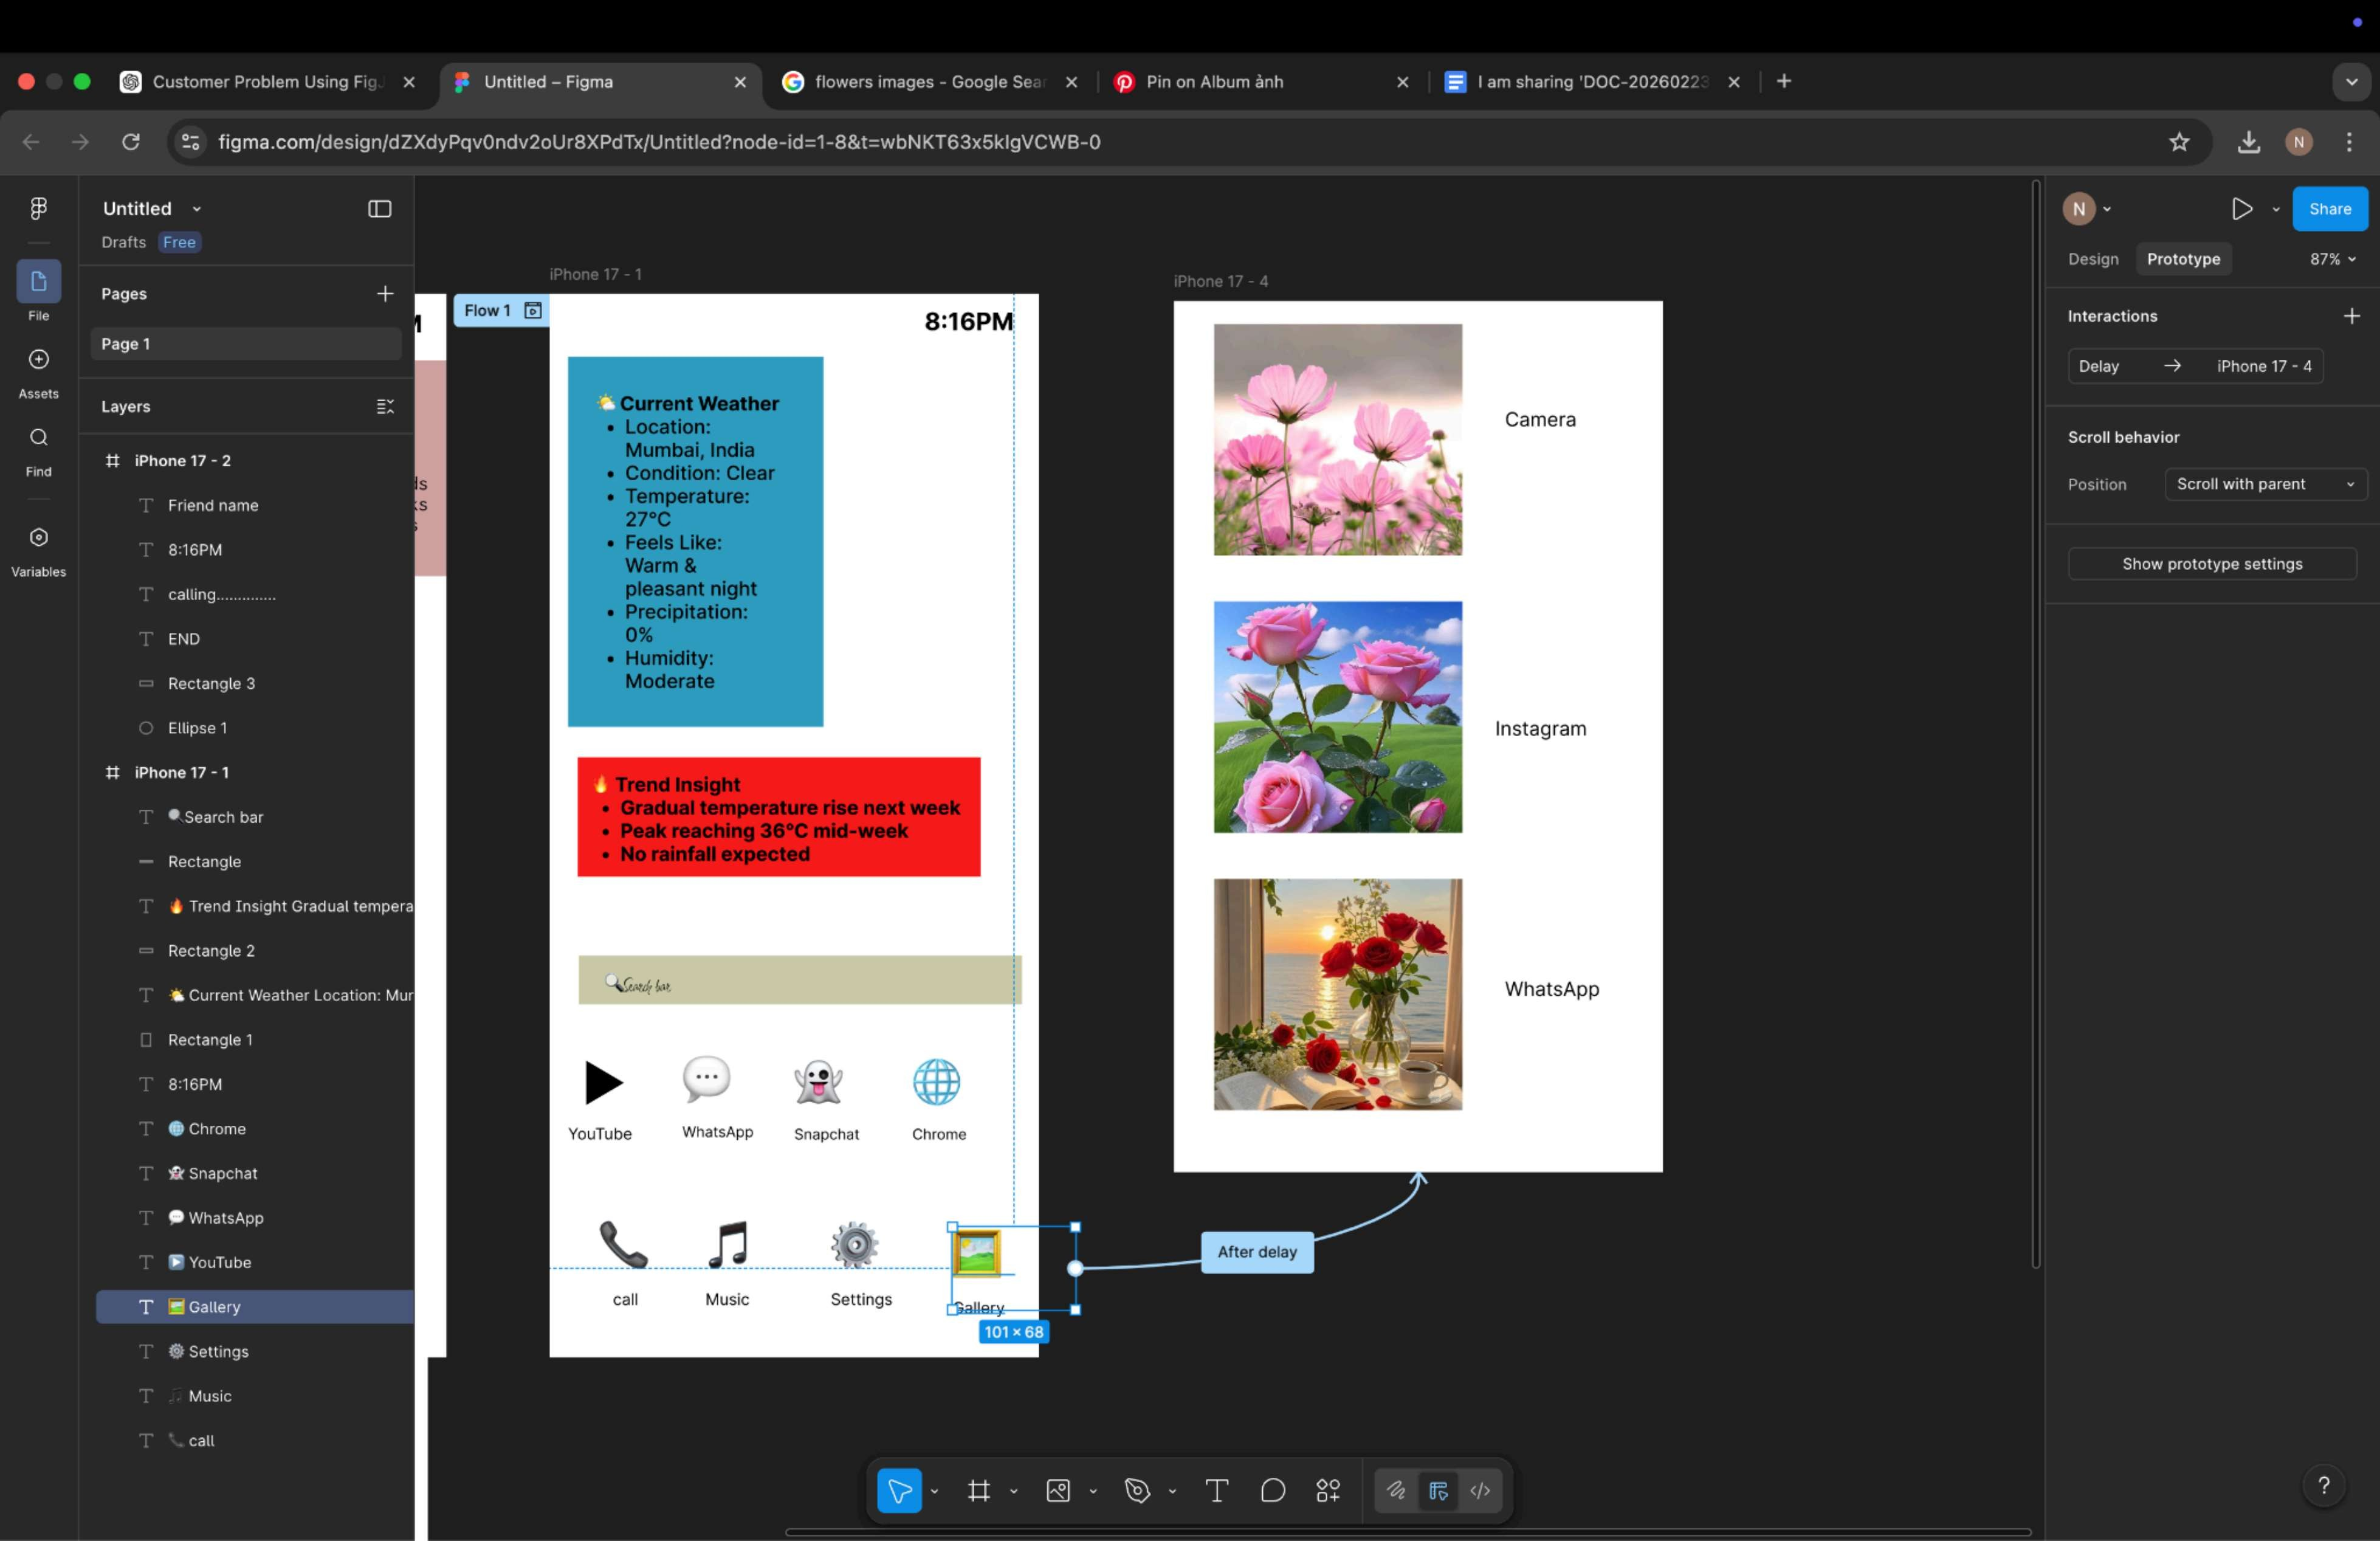 Customer Problem Using FigJ
Untitled – Figma
flowers images - Google Sear
Pin on Album ảnh
I am sharing 'DOC-20260223
figma.com/design/dZXdyPqv0ndv2oUr8XPdTx/Untitled?node-id=1-8&t=wbNKT63x5kIgVCWB-0
N
File
Assets
Find
Variables
Untitled
Drafts Free
Pages
Page 1
Layers
iPhone 17 - 2
Friend name
8:16PM
calling.............
END
Rectangle 3
Ellipse 1
iPhone 17 - 1
🔍Search bar
Rectangle
🔥 Trend Insight Gradual tempera
Rectangle 2
🌤️ Current Weather Location: Mur
Rectangle 1
8:16PM
🌐 Chrome
👻 Snapchat
💬 WhatsApp
▶️ YouTube
🖼️ Gallery
⚙️ Settings
🎵 Music
📞 call
ds
ks
s
iPhone 17 - 1
Flow 1
8:16PM
🌤️ Current Weather
• Location:
Mumbai, India
• Condition: Clear
• Temperature:
27°C
• Feels Like:
Warm &
pleasant night
• Precipitation:
0%
• Humidity:
Moderate
🔥 Trend Insight
• Gradual temperature rise next week
• Peak reaching 36°C mid-week
• No rainfall expected
🔍Search bar
YouTube
WhatsApp
Snapchat
Chrome
call
Music
Settings
Gallery
101 × 68
After delay
iPhone 17 - 4
Camera
Instagram
WhatsApp
N
Share
Design
Prototype
87%
Interactions
Delay → iPhone 17 - 4
Scroll behavior
Position
Scroll with parent
Show prototype settings
?